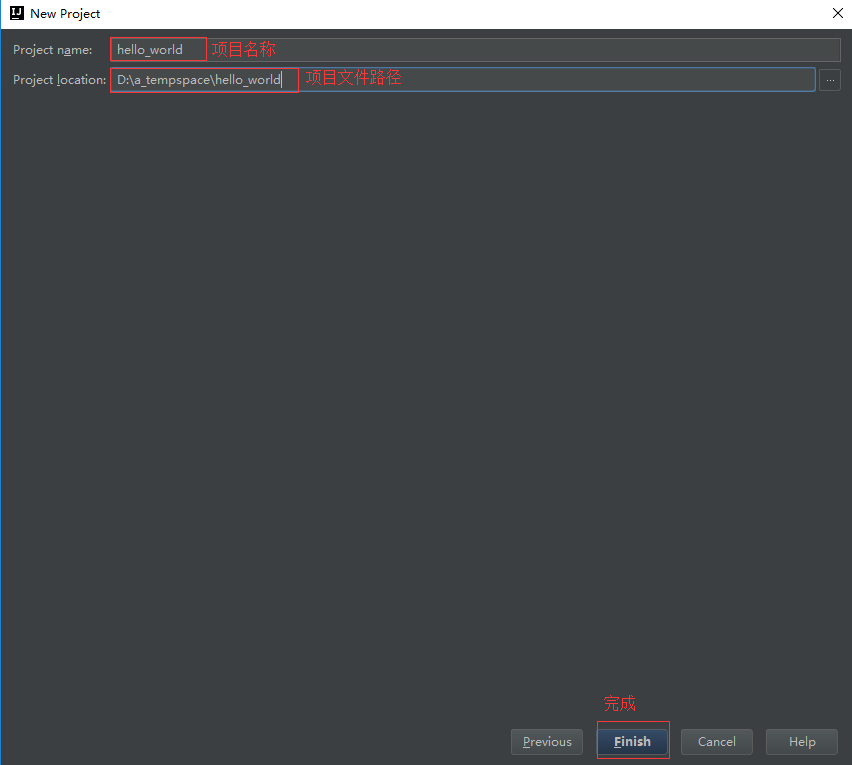 New Project
Project name: hello_world 项目名称
Project location: D:\a_tempspace\hello_world 项目文件路径 ...
完成
Previous Finish Cancel Help